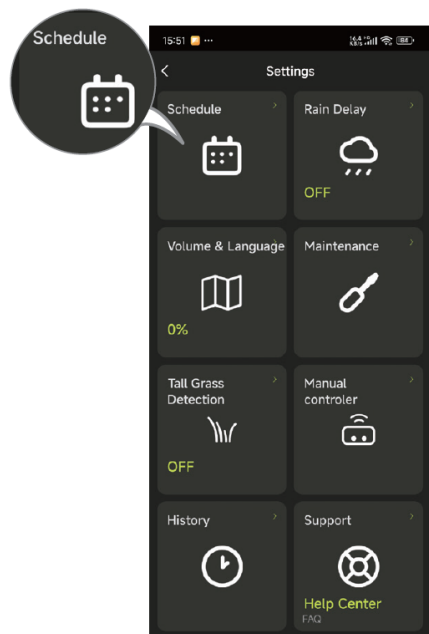 Schedule
15:51 ···
Settings
Schedule
Rain Delay
OFF
Volume & Language
Maintenance
0%
Tall Grass
Detection
Manual
controler
OFF
History
Support
Help Center
FAQ